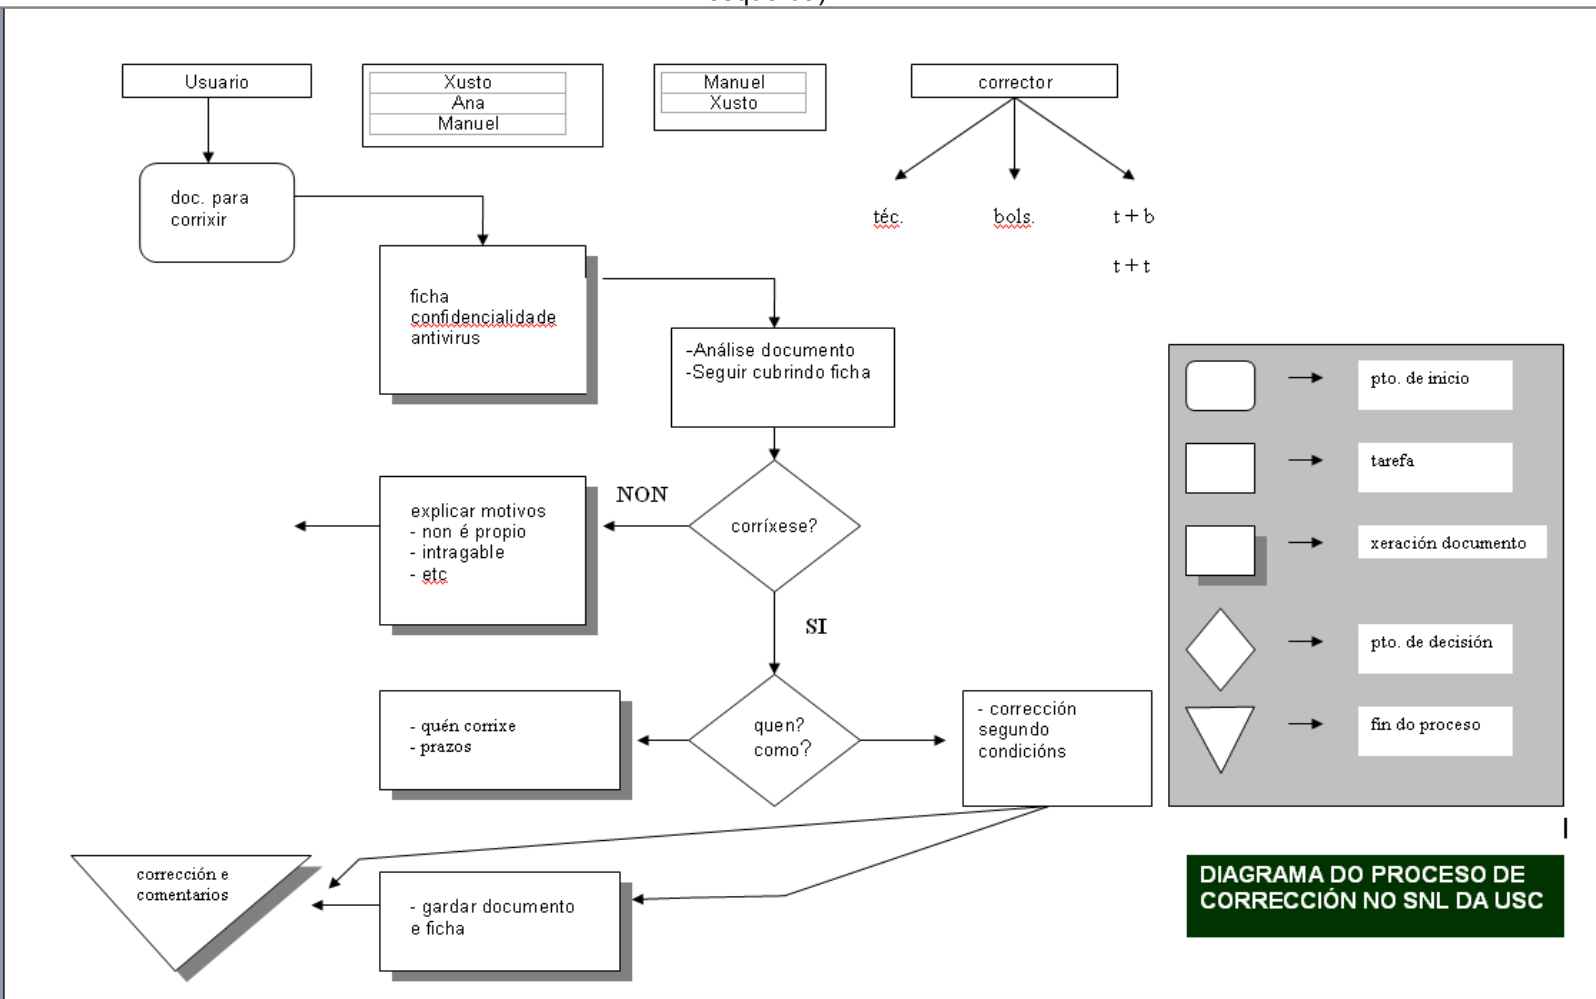 Usuario
Xusto
Ana
Manuel
Manuel
Xusto
corrector
doc. para
corrixir
téc.
bols.
t + b
t + t
ficha
confidencialidade
antivirus
-Análise documento
-Seguir cubrindo ficha
pto. de inicio
tarefa
xeración documento
pto. de decisión
fin do proceso
explicar motivos
- non é propio
- intragable
- etc
NON
corríxese?
SI
- quén corrixe
- prazos
quen?
como?
- corrección
segundo
condicións
corrección e
comentarios
- gardar documento
e ficha
DIAGRAMA DO PROCESO DE
CORRECCIÓN NO SNL DA USC